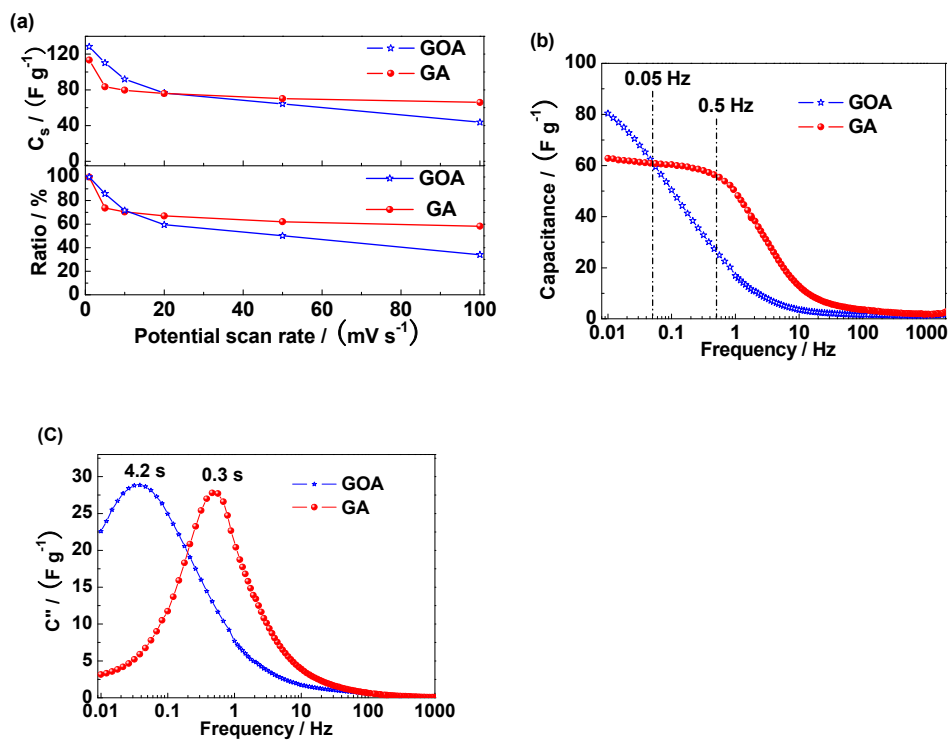 (a)
120
80
40
0
C_s / (F g⁻¹)
GOA
GA
100
80
60
40
20
0
Ratio / %
GOA
GA
0 20 40 60 80 100
Potential scan rate / (mV s⁻¹)
(b)
100
80
60
40
20
0
Capacitance / (F g⁻¹)
0.05 Hz
0.5 Hz
GOA
GA
0.01 0.1 1 10 100 1000
Frequency / Hz
(C)
30
25
20
15
10
5
0
C'' / (F g⁻¹)
4.2 s
0.3 s
GOA
GA
0.01 0.1 1 10 100 1000
Frequency / Hz